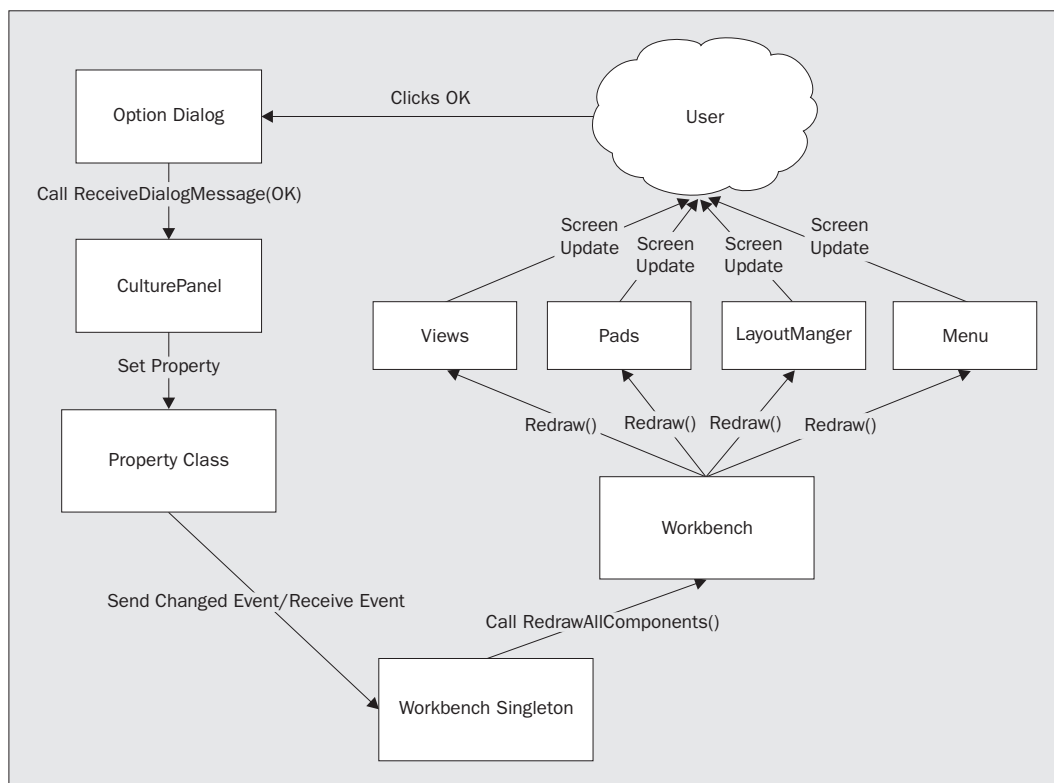 Clicks OK
Option Dialog
User
Call ReceiveDialogMessage(OK)
Screen
Update
Screen
Update
Screen
Update
Screen
Update
CulturePanel
Views
Pads
LayoutManger
Menu
Set Property
Redraw()
Redraw()
Redraw()
Redraw()
Property Class
Workbench
Send Changed Event/Receive Event
Call RedrawAllComponents()
Workbench Singleton